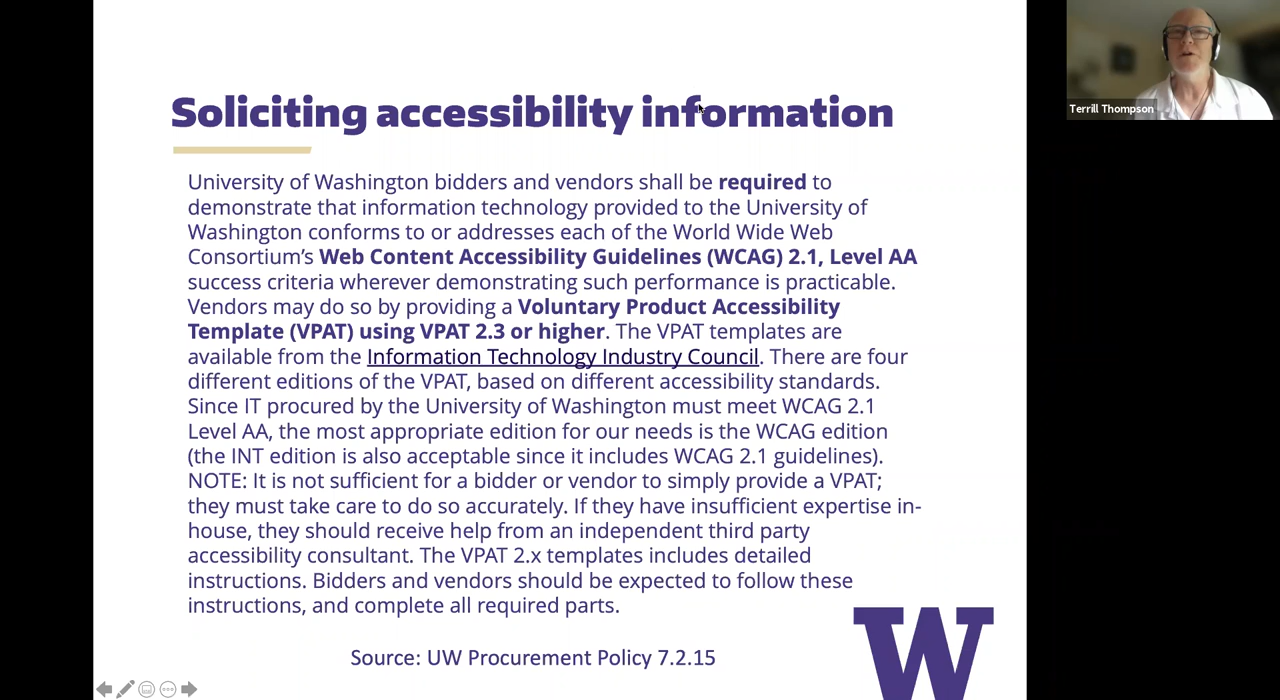 Soliciting accessibility information
University of Washington bidders and vendors shall be required to
demonstrate that information technology provided to the University of
Washington conforms to or addresses each of the World Wide Web
Consortium’s Web Content Accessibility Guidelines (WCAG) 2.1, Level AA
success criteria wherever demonstrating such performance is practicable.
Vendors may do so by providing a Voluntary Product Accessibility
Template (VPAT) using VPAT 2.3 or higher. The VPAT templates are
available from the Information Technology Industry Council. There are four
different editions of the VPAT, based on different accessibility standards.
Since IT procured by the University of Washington must meet WCAG 2.1
Level AA, the most appropriate edition for our needs is the WCAG edition
(the INT edition is also acceptable since it includes WCAG 2.1 guidelines).
NOTE: It is not sufficient for a bidder or vendor to simply provide a VPAT;
they must take care to do so accurately. If they have insufficient expertise in-
house, they should receive help from an independent third party
accessibility consultant. The VPAT 2.x templates includes detailed
instructions. Bidders and vendors should be expected to follow these
instructions, and complete all required parts.
Source: UW Procurement Policy 7.2.15
W
Terrill Thompson